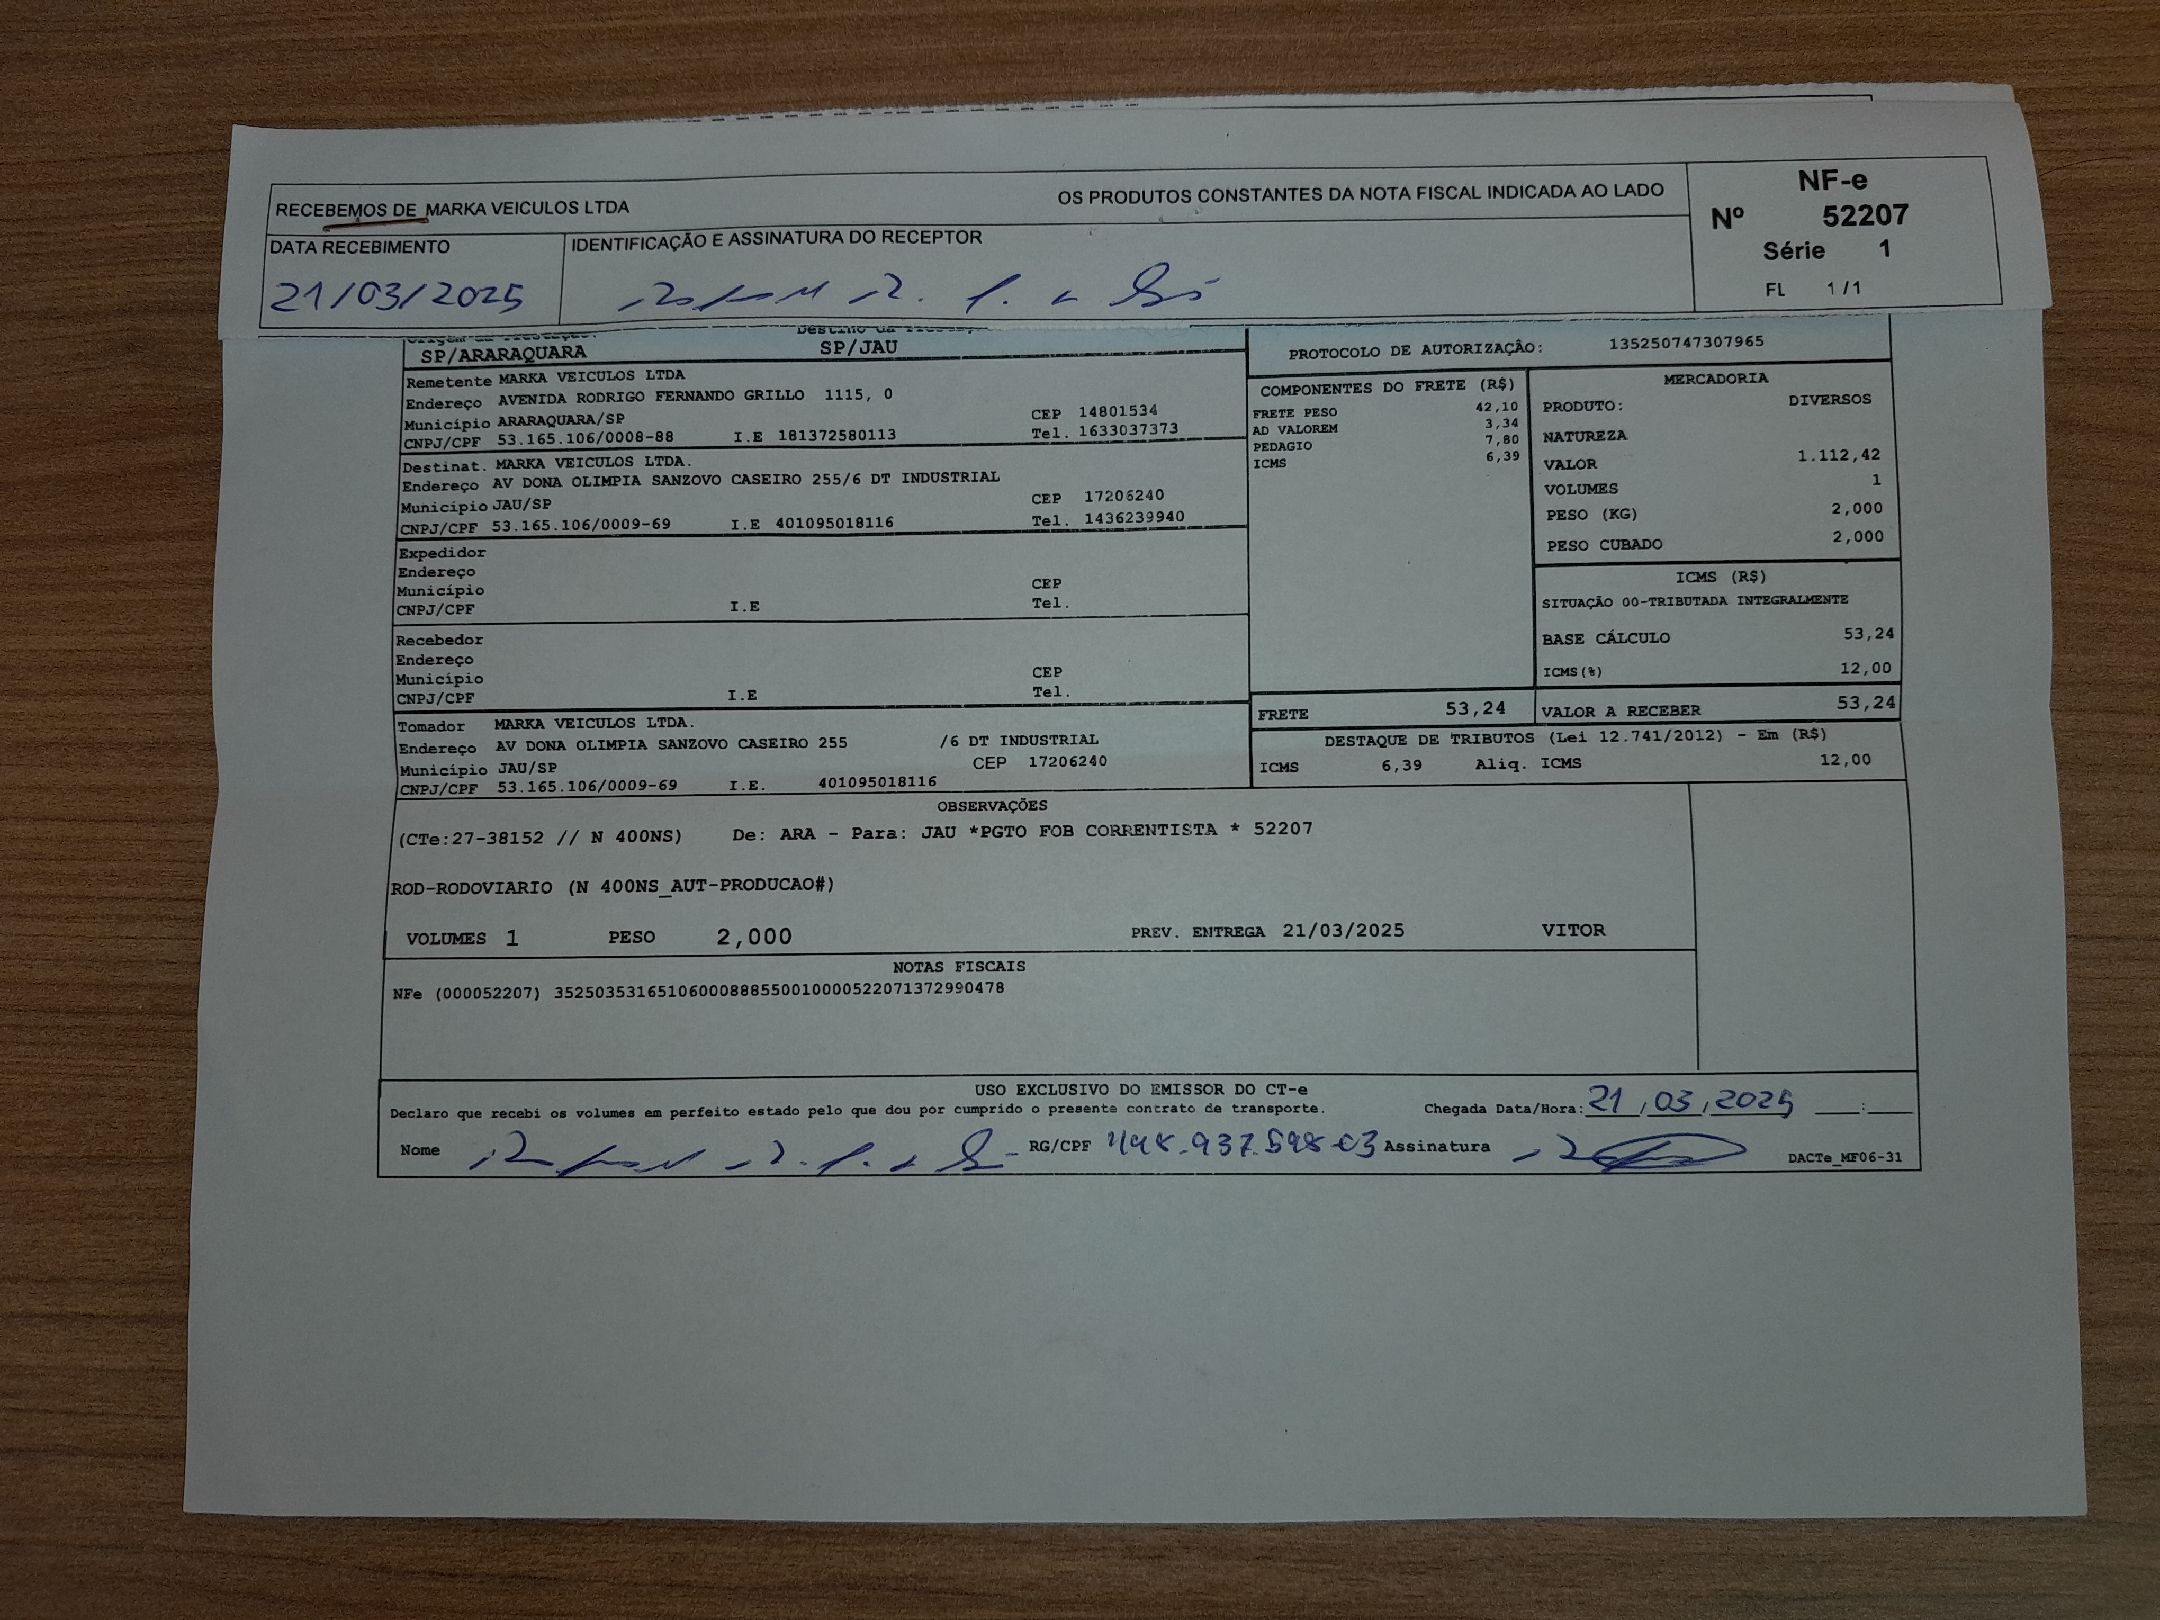 RECEBEMOS DE MARKA VEICULOS LTDA OS PRODUTOS CONSTANTES DA NOTA FISCAL INDICADA AO LADO
NF-e
Nº 52207
Série 1
FL 1 / 1
DATA RECEBIMENTO IDENTIFICAÇÃO E ASSINATURA DO RECEPTOR
21/03/2025
SP/ARARAQUARA SP/JAU
Remetente MARKA VEICULOS LTDA
Endereço AVENIDA RODRIGO FERNANDO GRILLO 1115, 0
Município ARARAQUARA/SP CEP 14801534
CNPJ/CPF 53.165.106/0008-88 I.E 181372580113 Tel. 1633037373
Destinat. MARKA VEICULOS LTDA.
Endereço AV DONA OLIMPIA SANZOVO CASEIRO 255/6 DT INDUSTRIAL
Município JAU/SP CEP 17206240
CNPJ/CPF 53.165.106/0009-69 I.E 401095018116 Tel. 1436239940
Expedidor
Endereço
Município CEP
CNPJ/CPF I.E Tel.
Recebedor
Endereço
Município CEP
CNPJ/CPF I.E Tel.
Tomador MARKA VEICULOS LTDA.
Endereço AV DONA OLIMPIA SANZOVO CASEIRO 255 /6 DT INDUSTRIAL
Município JAU/SP CEP 17206240
CNPJ/CPF 53.165.106/0009-69 I.E. 401095018116
PROTOCOLO DE AUTORIZAÇÂO: 135250747307965
COMPONENTES DO FRETE (R$)
FRETE PESO 42,10
AD VALOREM 3,34
PEDAGIO 7,80
ICMS 6,39
MERCADORIA
PRODUTO: DIVERSOS
NATUREZA
VALOR 1.112,42
VOLUMES 1
PESO (KG) 2,000
PESO CUBADO 2,000
ICMS (R$)
SITUAÇÃO 00-TRIBUTADA INTEGRALMENTE
BASE CÁLCULO 53,24
ICMS(%) 12,00
FRETE 53,24 VALOR A RECEBER 53,24
DESTAQUE DE TRIBUTOS (Lei 12.741/2012) - Em (R$)
ICMS 6,39 Aliq. ICMS 12,00
OBSERVAÇÕES
(CTe:27-38152 // N 400NS) De: ARA - Para: JAU *PGTO FOB CORRENTISTA * 52207
ROD-RODOVIARIO (N 400NS_AUT-PRODUCAO#)
VOLUMES 1 PESO 2,000 PREV. ENTREGA 21/03/2025 VITOR
NOTAS FISCAIS
NFe (000052207) 35250353165106000888550010000522071372990478
USO EXCLUSIVO DO EMISSOR DO CT-e
Declaro que recebi os volumes em perfeito estado pelo que dou por cumprido o presente contrato de transporte. Chegada Data/Hora: 21/03/2025 __:__
Nome RG/CPF Assinatura
DACTe_MF06-31